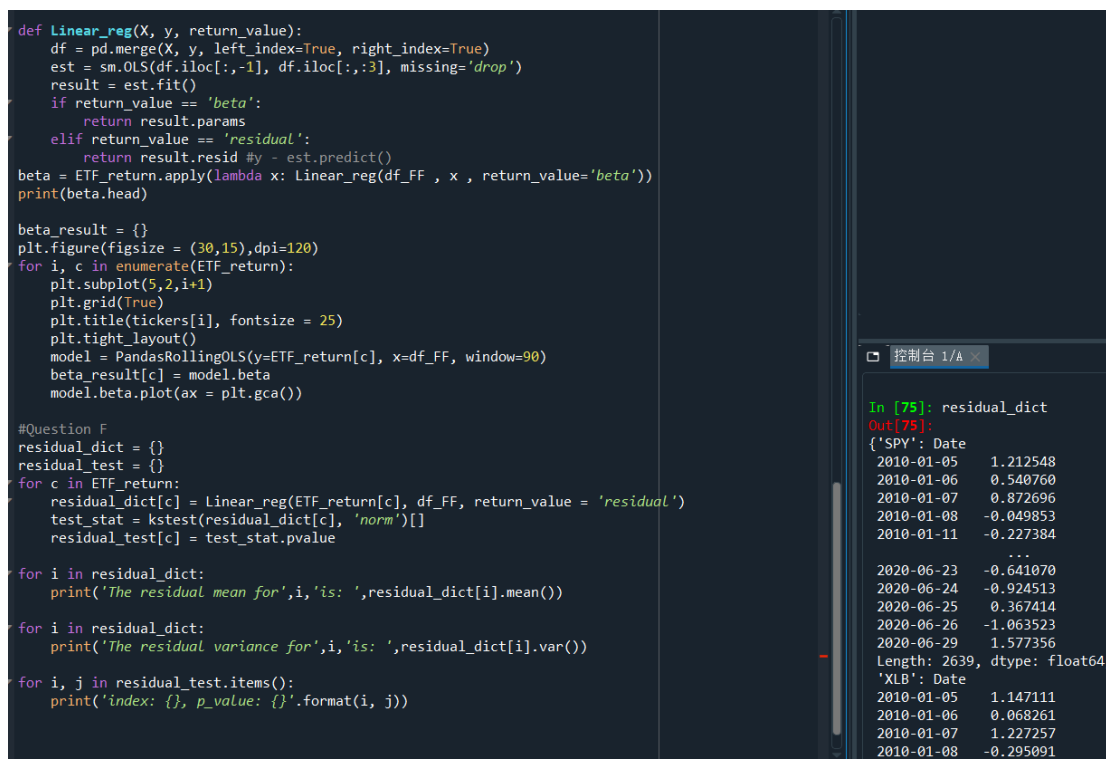 def Linear_reg(X, y, return_value):
    df = pd.merge(X, y, left_index=True, right_index=True)
    est = sm.OLS(df.iloc[:,-1], df.iloc[:,:3], missing='drop')
    result = est.fit()
    if return_value == 'beta':
        return result.params
    elif return_value == 'residual':
        return result.resid #y - est.predict()
beta = ETF_return.apply(lambda x: Linear_reg(df_FF , x , return_value='beta'))
print(beta.head)

beta_result = {}
plt.figure(figsize = (30,15),dpi=120)
for i, c in enumerate(ETF_return):
    plt.subplot(5,2,i+1)
    plt.grid(True)
    plt.title(tickers[i], fontsize = 25)
    plt.tight_layout()
    model = PandasRollingOLS(y=ETF_return[c], x=df_FF, window=90)
    beta_result[c] = model.beta
    model.beta.plot(ax = plt.gca())

#Question F
residual_dict = {}
residual_test = {}
for c in ETF_return:
    residual_dict[c] = Linear_reg(ETF_return[c], df_FF, return_value = 'residual')
    test_stat = kstest(residual_dict[c], 'norm')[]
    residual_test[c] = test_stat.pvalue

for i in residual_dict:
    print('The residual mean for',i,'is: ',residual_dict[i].mean())

for i in residual_dict:
    print('The residual variance for',i,'is: ',residual_dict[i].var())

for i, j in residual_test.items():
    print('index: {}, p_value: {}'.format(i, j))

控制台 1/A

In [75]: residual_dict
Out[75]:
{'SPY': Date
 2010-01-05    1.212548
 2010-01-06    0.540760
 2010-01-07    0.872696
 2010-01-08   -0.049853
 2010-01-11   -0.227384
                 ...
 2020-06-23   -0.641070
 2020-06-24   -0.924513
 2020-06-25    0.367414
 2020-06-26   -1.063523
 2020-06-29    1.577356
 Length: 2639, dtype: float64
 'XLB': Date
 2010-01-05    1.147111
 2010-01-06    0.068261
 2010-01-07    1.227257
 2010-01-08   -0.295091